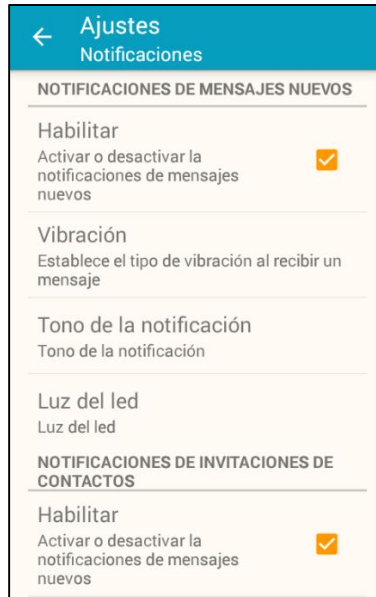 Ajustes
Notificaciones
NOTIFICACIONES DE MENSAJES NUEVOS
Habilitar
Activar o desactivar la
notificaciones de mensajes
nuevos
Vibración
Establece el tipo de vibración al recibir un
mensaje
Tono de la notificación
Tono de la notificación
Luz del led
Luz del led
NOTIFICACIONES DE INVITACIONES DE
CONTACTOS
Habilitar
Activar o desactivar la
notificaciones de mensajes
nuevos